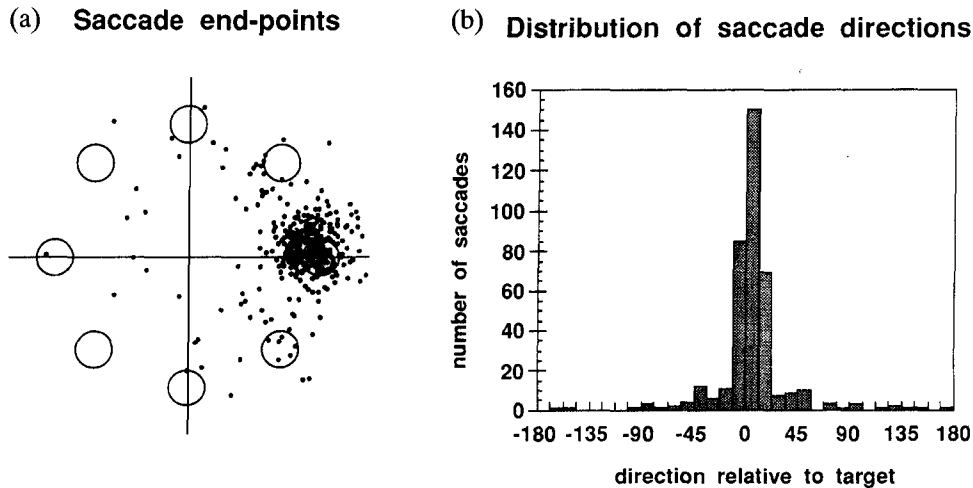 (a) Saccade end-points
(b) Distribution of saccade directions
number of saccades
160
140
120
100
80
60
40
20
0
-180 -135 -90 -45 0 45 90 135 180
direction relative to target